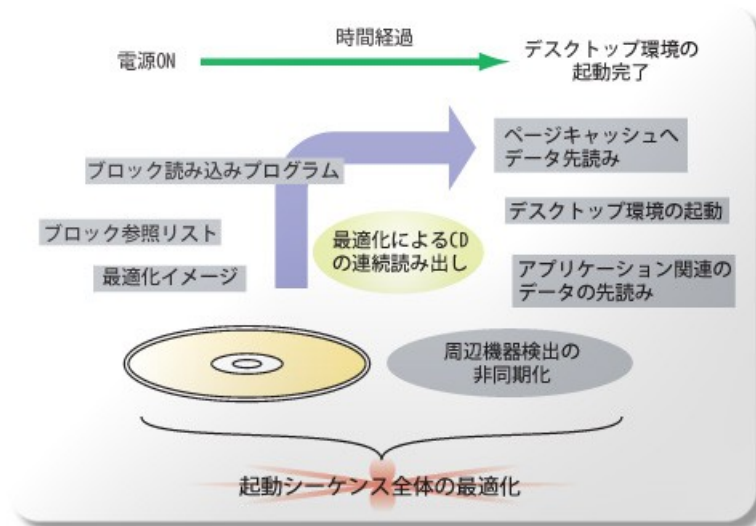 電源ON
時間経過
デスクトップ環境の
起動完了
ブロック読み込みプログラム
ページキャッシュへ
データ先読み
ブロック参照リスト
最適化イメージ
最適化によるCD
の連続読み出し
デスクトップ環境の起動
アプリケーション関連の
データの先読み
周辺機器検出の
非同期化
起動シーケンス全体の最適化